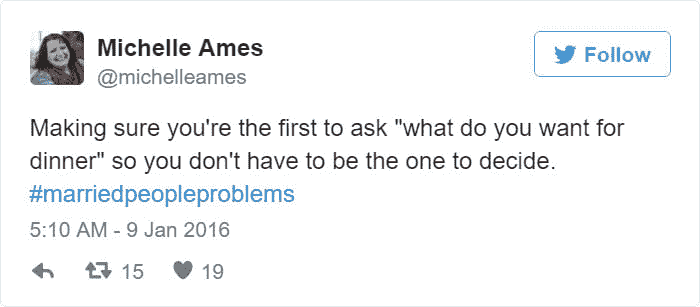 Michelle Ames
@michelleames
Follow
Making sure you're the first to ask "what do you want for
dinner" so you don't have to be the one to decide.
#marriedpeopleproblems
5:10 AM - 9 Jan 2016
15 19